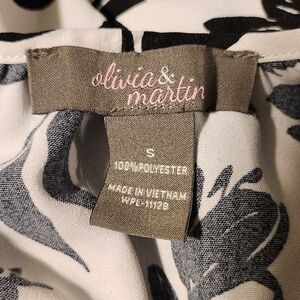 olivia &
martin
S
100% POLYESTER
MADE IN VIETNAM
WPL-11128